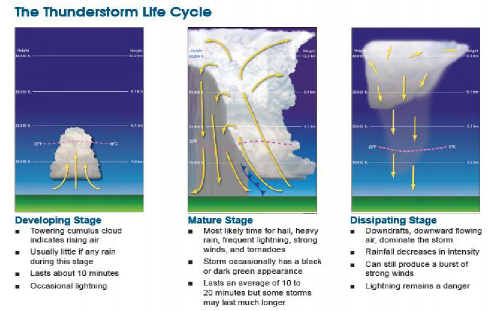 The Thunderstorm Life Cycle
Height
Height
Height
Height
Height
Height
32°F
0°C
32°F
0°C
Developing Stage
■ Towering cumulus cloud
indicates rising air
■ Usually little if any rain
during this stage
■ Lasts about 10 minutes
■ Occasional lightning
Mature Stage
■ Most likely time for hail, heavy
rain, frequent lightning, strong
winds, and tornadoes
■ Storm occasionally has a black
or dark green appearance
■ Lasts an average of 10 to
20 minutes but some storms
may last much longer
Dissipating Stage
■ Downdrafts, downward flowing
air, dominate the storm
■ Rainfall decreases in intensity
■ Can still produce a burst of
strong winds
■ Lightning remains a danger